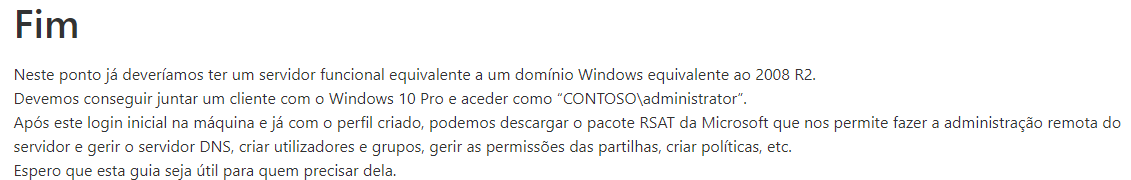 Fim
Neste ponto já deveríamos ter um servidor funcional equivalente a um domínio Windows equivalente ao 2008 R2.
Devemos conseguir juntar um cliente com o Windows 10 Pro e aceder como “CONTOSO\administrator”.
Após este login inicial na máquina e já com o perfil criado, podemos descargar o pacote RSAT da Microsoft que nos permite fazer a administração remota do
servidor e gerir o servidor DNS, criar utilizadores e grupos, gerir as permissões das partilhas, criar políticas, etc.
Espero que esta guia seja útil para quem precisar dela.